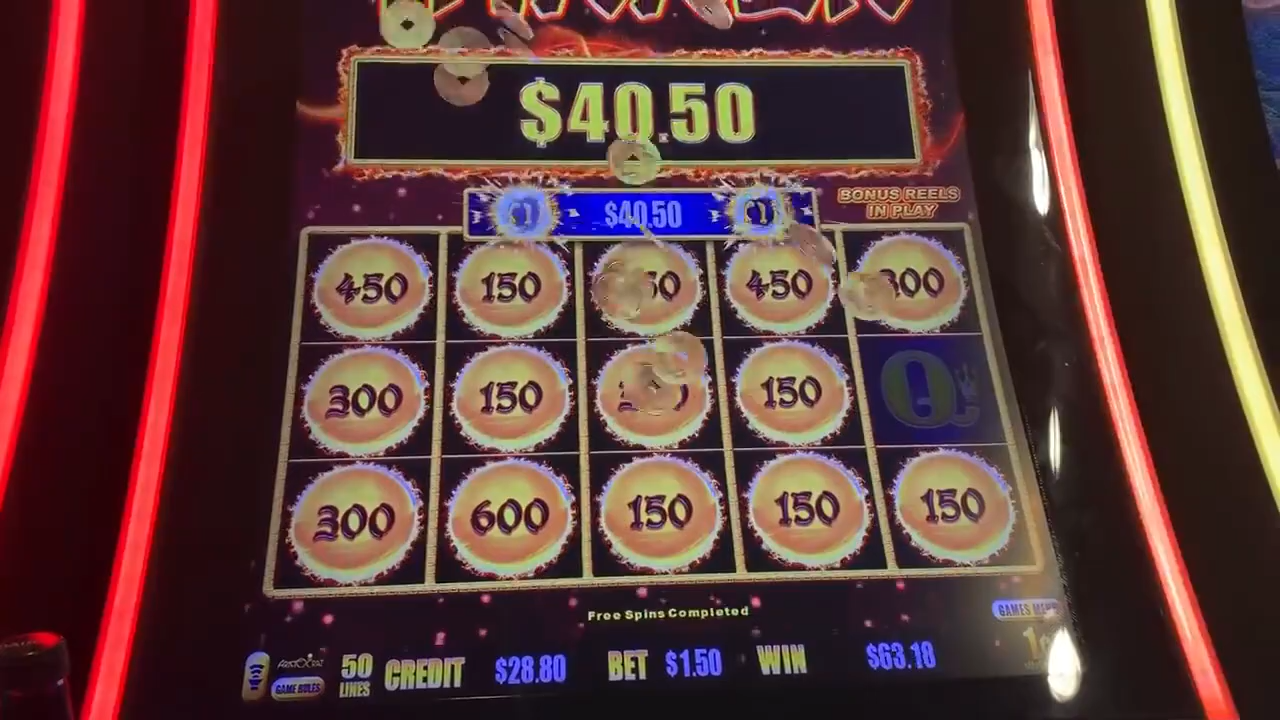 $40.50
$40.50
BONUS REELS
IN PLAY
450 150 450
300 150 150
300 600 150 150 150
Free Spins Completed
GAMES MENU
ARISTOCRAT
GAME RULES
50
LINES
CREDIT $28.80 BET $1.50 WIN $63.18